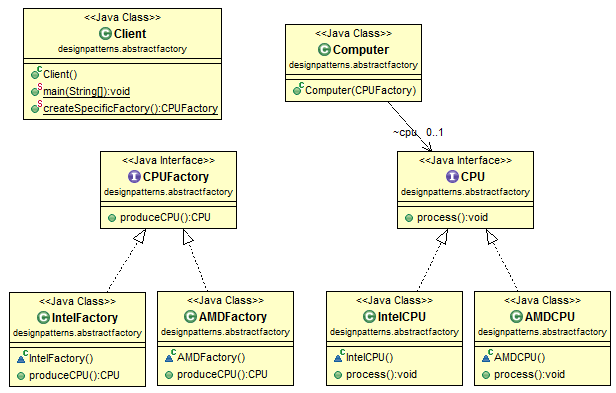 <<Java Class>>
Client
designpatterns.abstractfactory
Client()
main(String[]):void
createSpecificFactory():CPUFactory
<<Java Class>>
Computer
designpatterns.abstractfactory
Computer(CPUFactory)
~cpu 0..1
<<Java Interface>>
CPUFactory
designpatterns.abstractfactory
produceCPU():CPU
<<Java Interface>>
CPU
designpatterns.abstractfactory
process():void
<<Java Class>>
IntelFactory
designpatterns.abstractfactory
IntelFactory()
produceCPU():CPU
<<Java Class>>
AMDFactory
designpatterns.abstractfactory
AMDFactory()
produceCPU():CPU
<<Java Class>>
IntelCPU
designpatterns.abstractfactory
IntelCPU()
process():void
<<Java Class>>
AMDCPU
designpatterns.abstractfactory
AMDCPU()
process():void